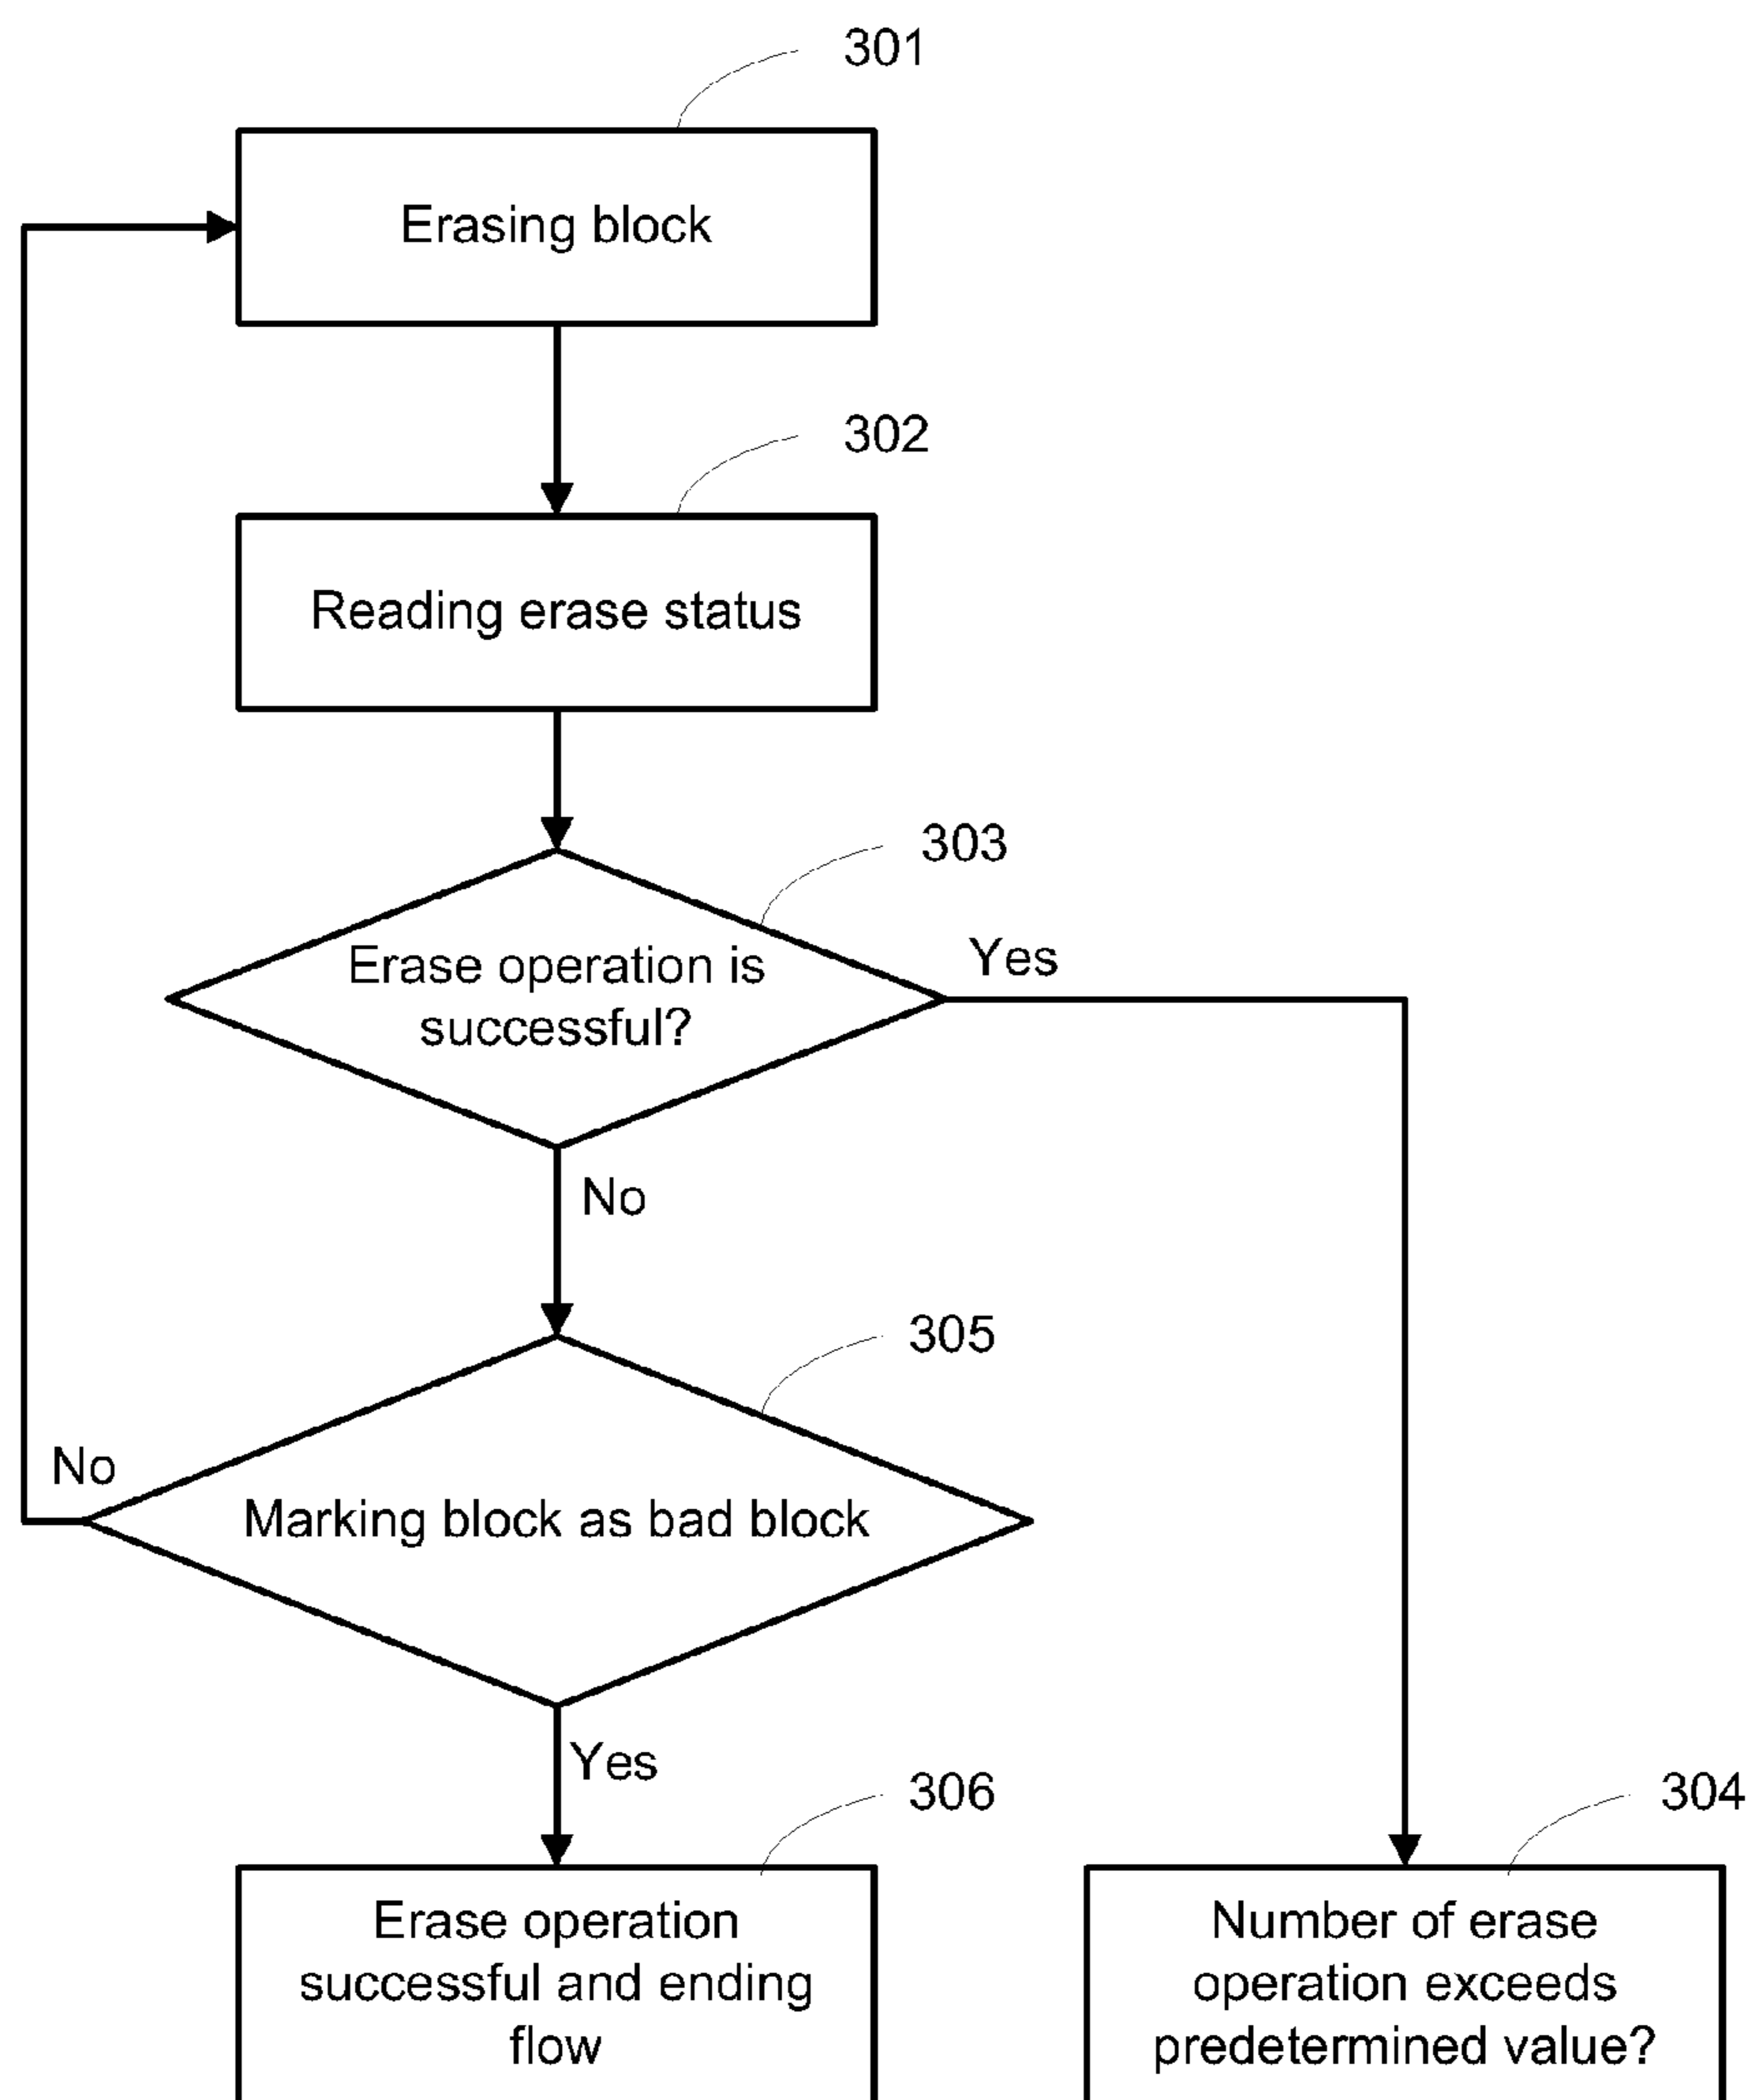 301
Erasing block
302
Reading erase status
303
Erase operation is
successful?
Yes
No
305
No
Marking block as bad block
Yes
306
304
Erase operation
successful and ending
flow
Number of erase
operation exceeds
predetermined value?